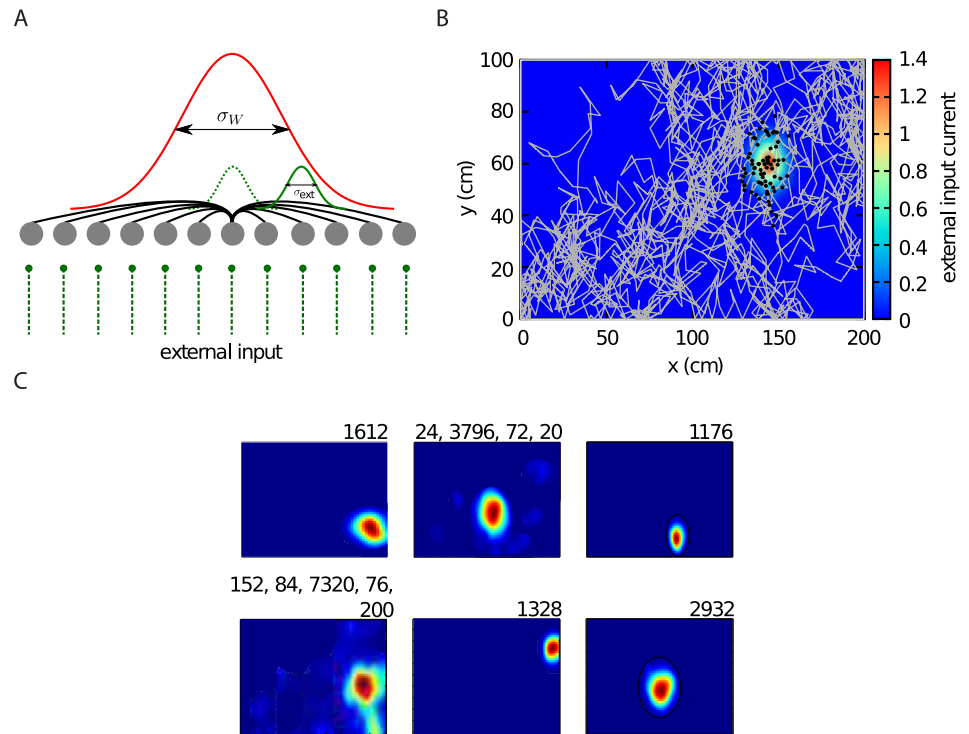 A
σ_W
σ_ext
external input
B
100
80
60
40
20
0
0 50 100 150 200
x (cm)
y (cm)
1.4
1.2
1
0.8
0.6
0.4
0.2
0
external input current
C
1612
24, 3796, 72, 20
1176
152, 84, 7320, 76,
200
1328
2932